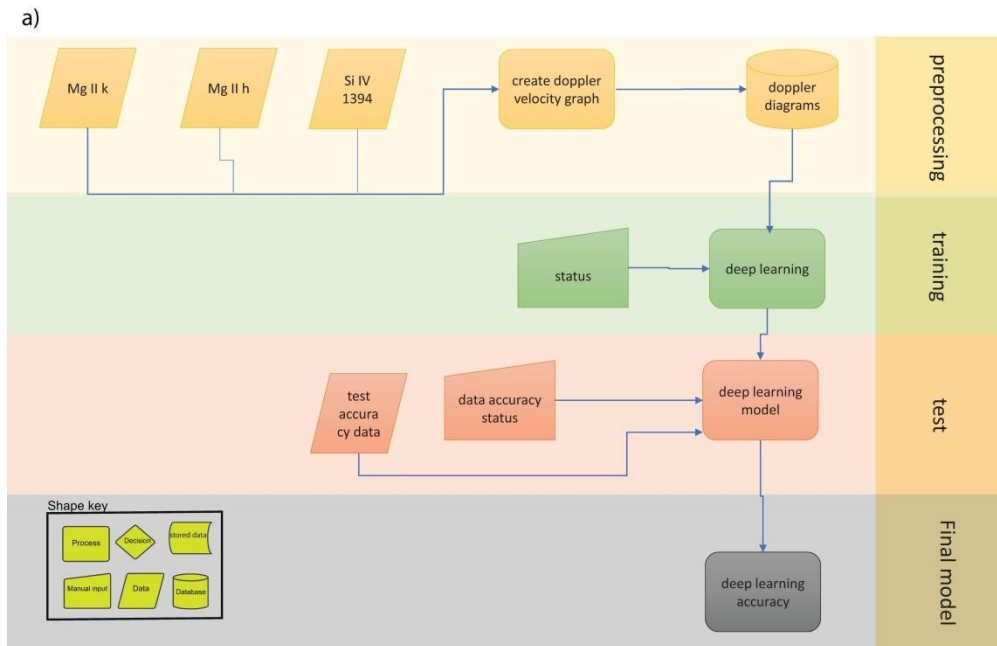 a)
Mg II k
Mg II h
Si IV
1394
create doppler
velocity graph
doppler
diagrams
preprocessing
status
deep learning
training
test
accura
cy data
data accuracy
status
deep learning
model
test
Shape key
Process
Decision
stored data
Manual input
Data
Database
deep learning
accuracy
Final model